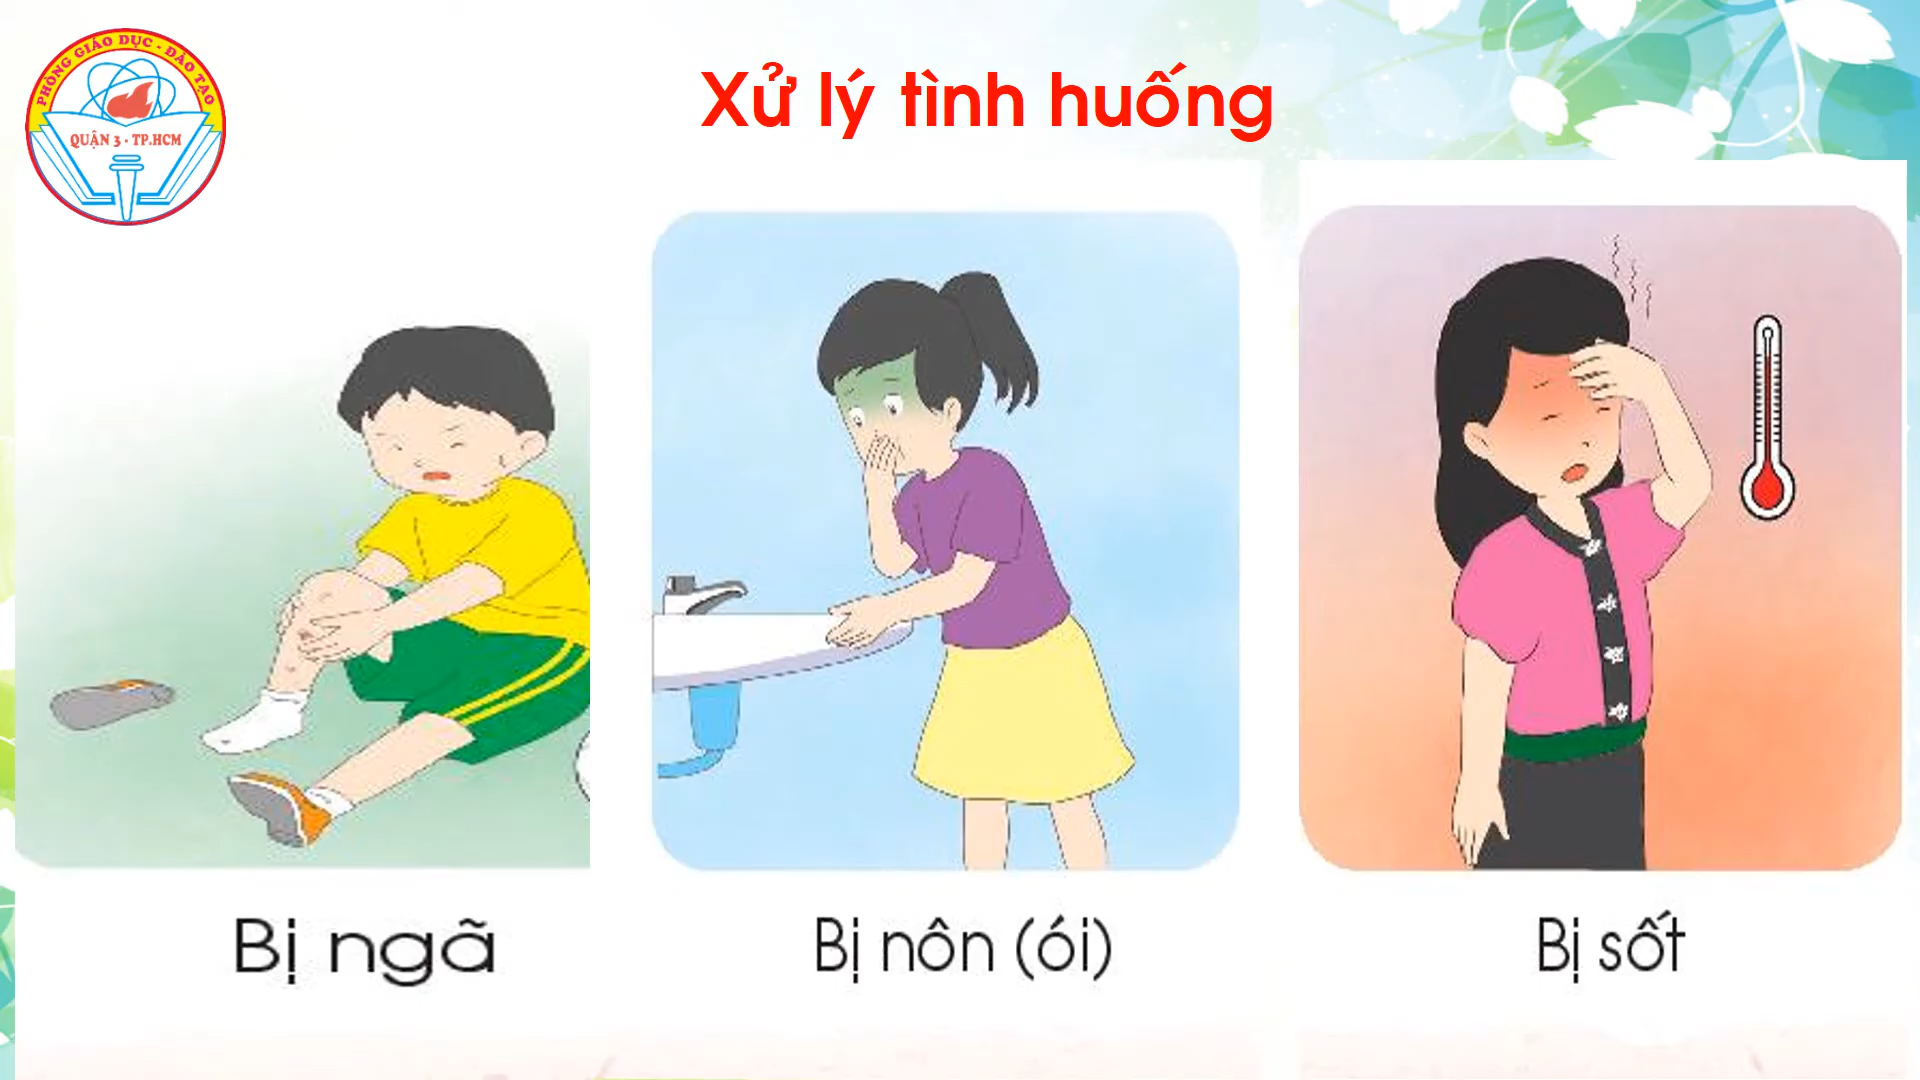 PHÒNG GIÁO DỤC - ĐÀO TẠO
QUẬN 3 - TP.HCM
Xử lý tình huống
Bị ngã
Bị nôn (ói)
Bị sốt